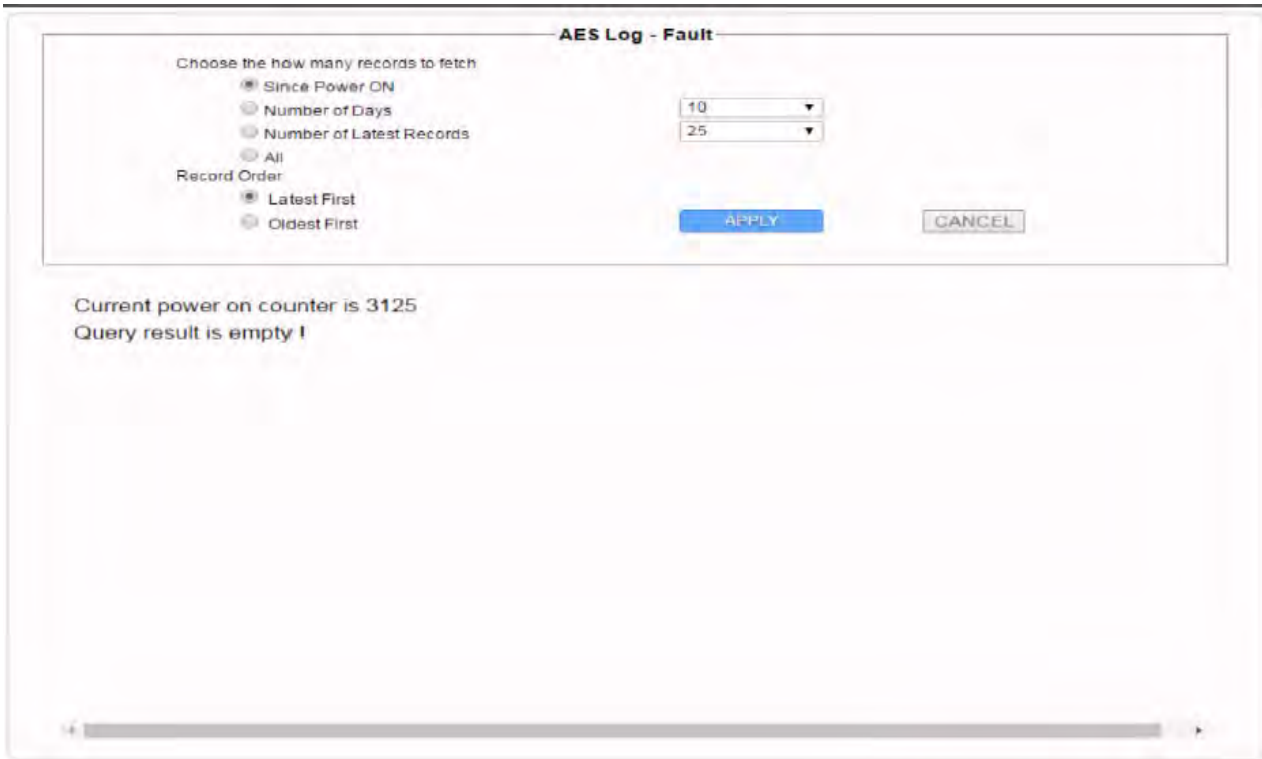 AES Log - Fault
Choose the how many records to fetch
Since Power ON
Number of Days 10
Number of Latest Records 25
All
Record Order
Latest First
Oldest First
APPLY CANCEL
Current power on counter is 3125
Query result is empty !